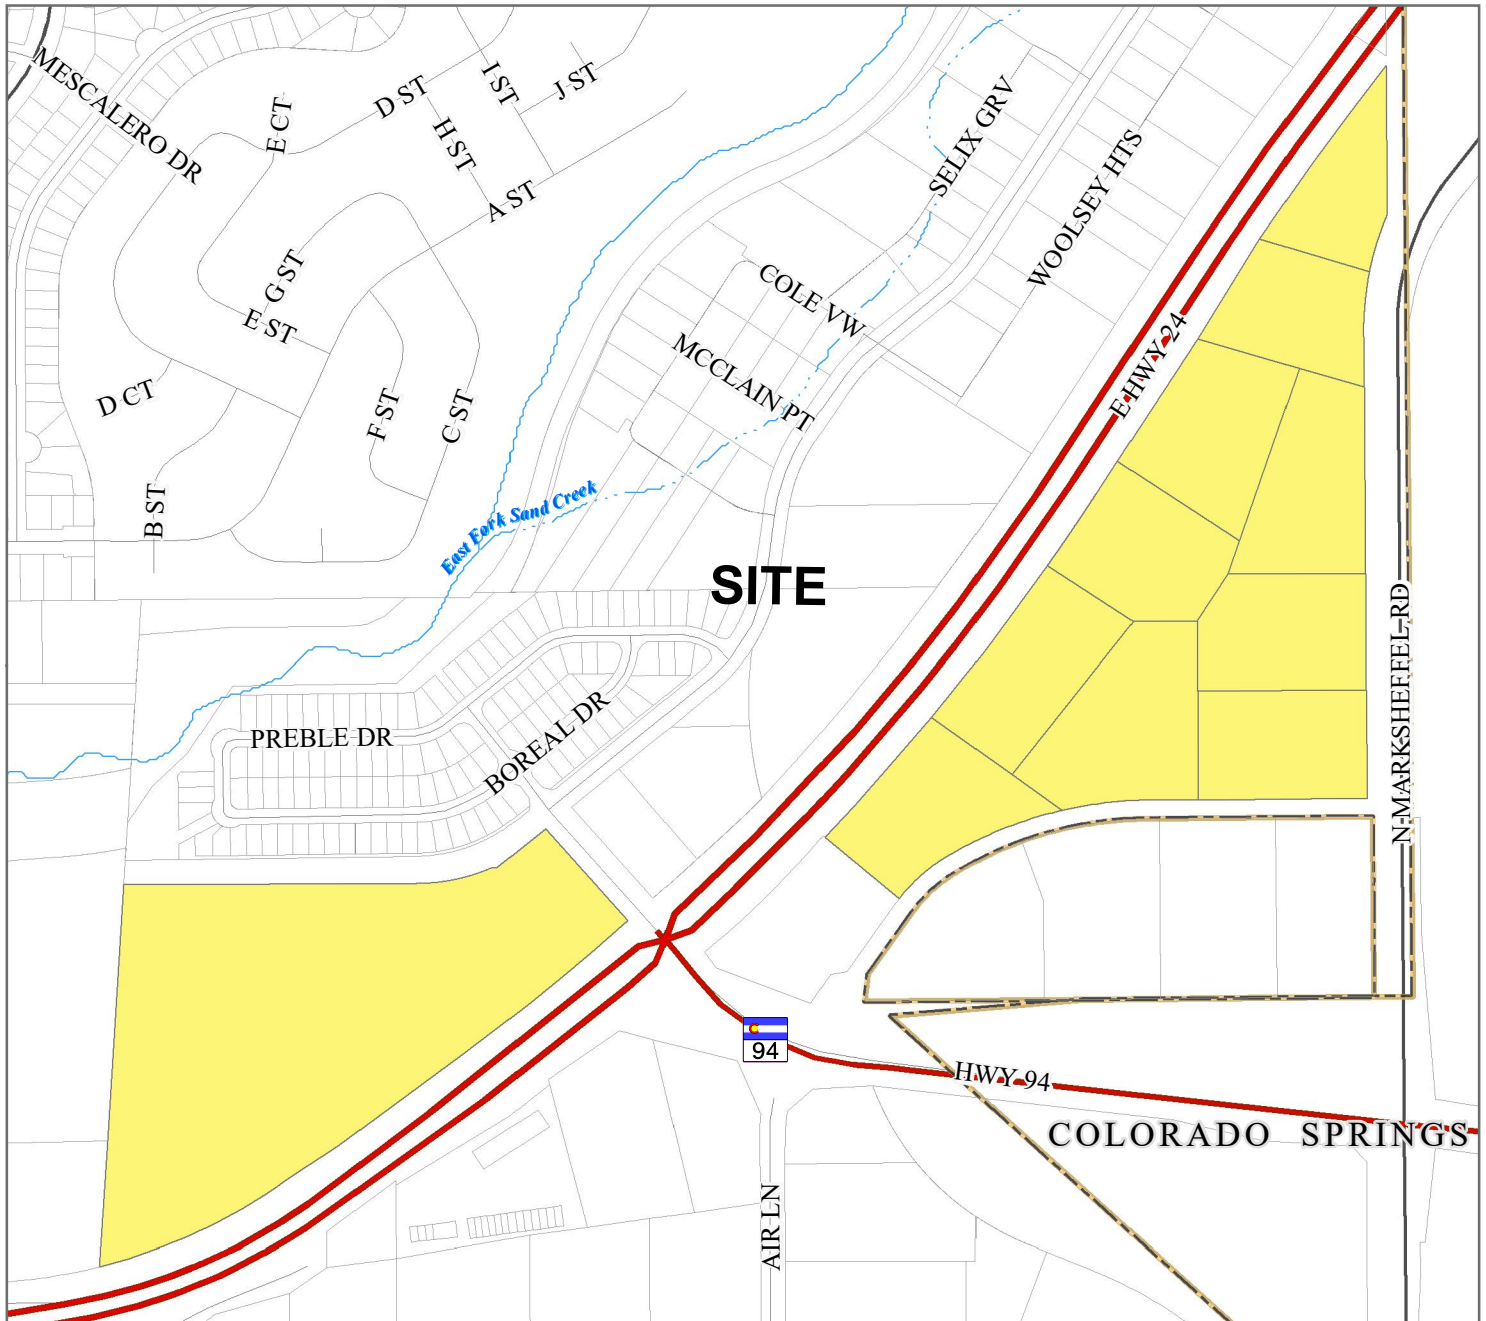 MESCALERO DR
E CT
D ST
I ST
J ST
H ST
A ST
SELIX GRV
WOOLSEY HTS
G ST
E ST
COLE VW
MCCLAIN PT
E HWY 24
D CT
F ST
C ST
B ST
East Fork Sand Creek
SITE
N MARKSHEFFEL RD
PREBLE DR
BOREAL DR
C
94
HWY 94
COLORADO SPRINGS
AIR LN